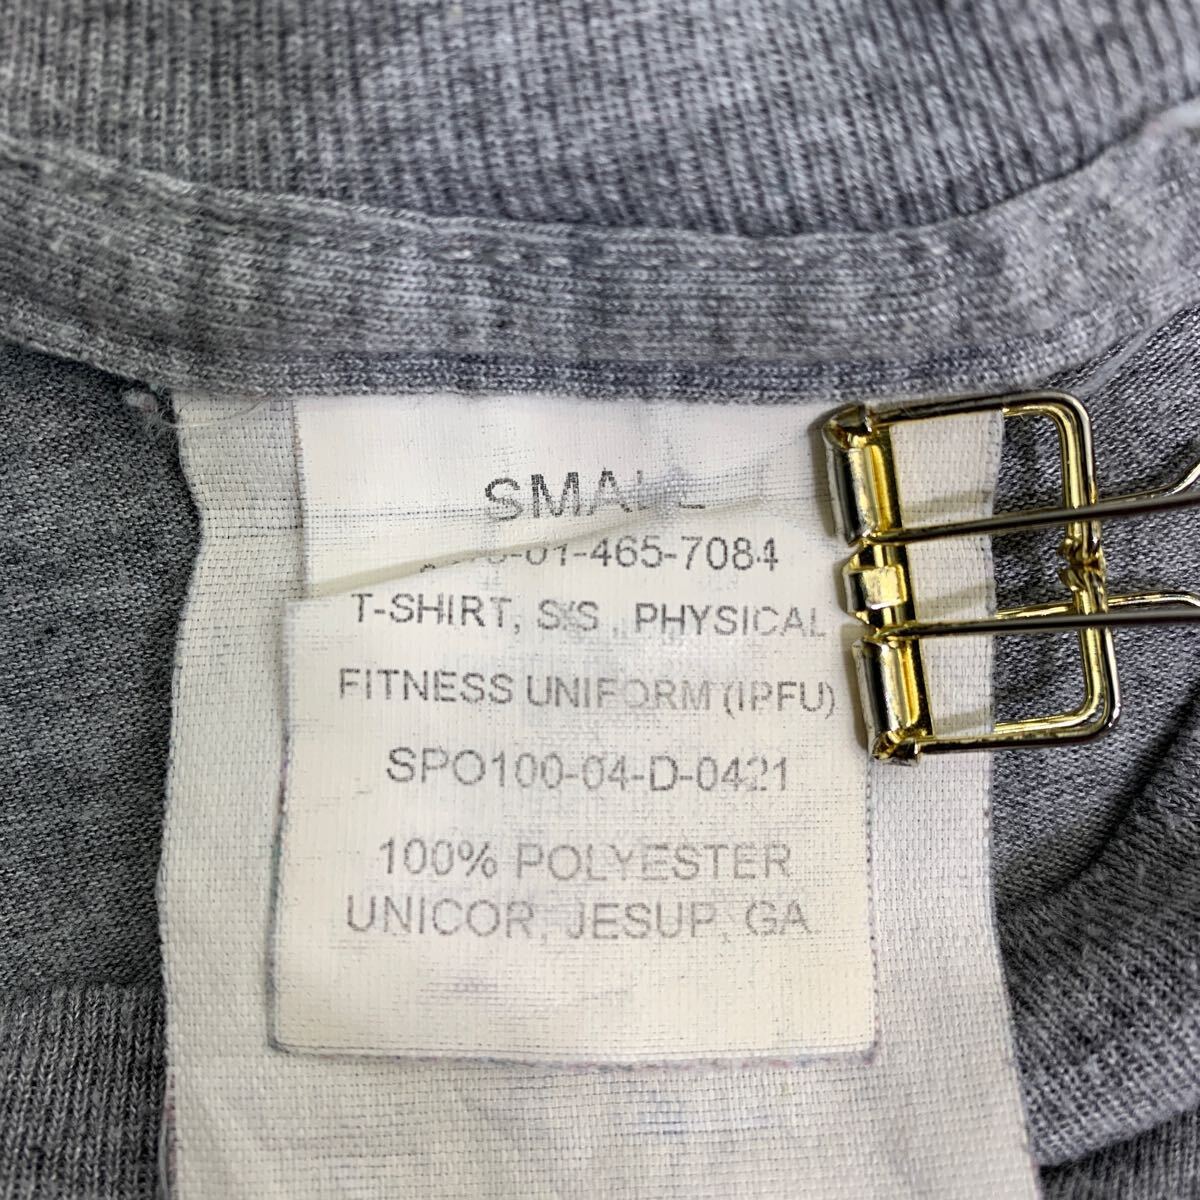 SMALL
01-465-7084
T-SHIRT, S/S , PHYSICAL
FITNESS UNIFORM (IPFU)
SPO100-04-D-0421
100% POLYESTER
UNICOR, JESUP, GA.